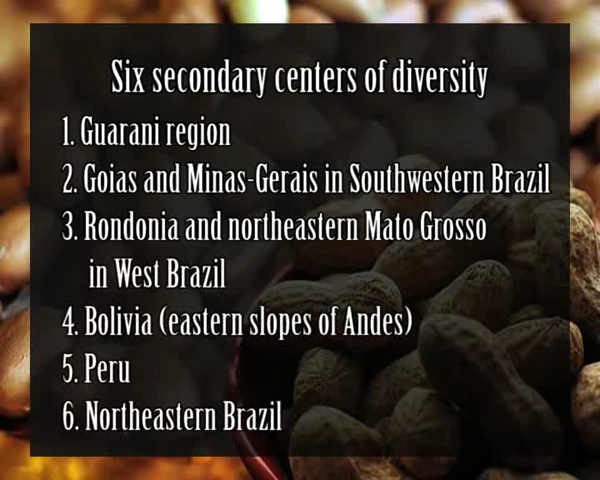 Six secondary centers of diversity
1. Guarani region
2. Goias and Minas-Gerais in Southwestern Brazil
3. Rondonia and northeastern Mato Grosso
in West Brazil
4. Bolivia (eastern slopes of Andes)
5. Peru
6. Northeastern Brazil